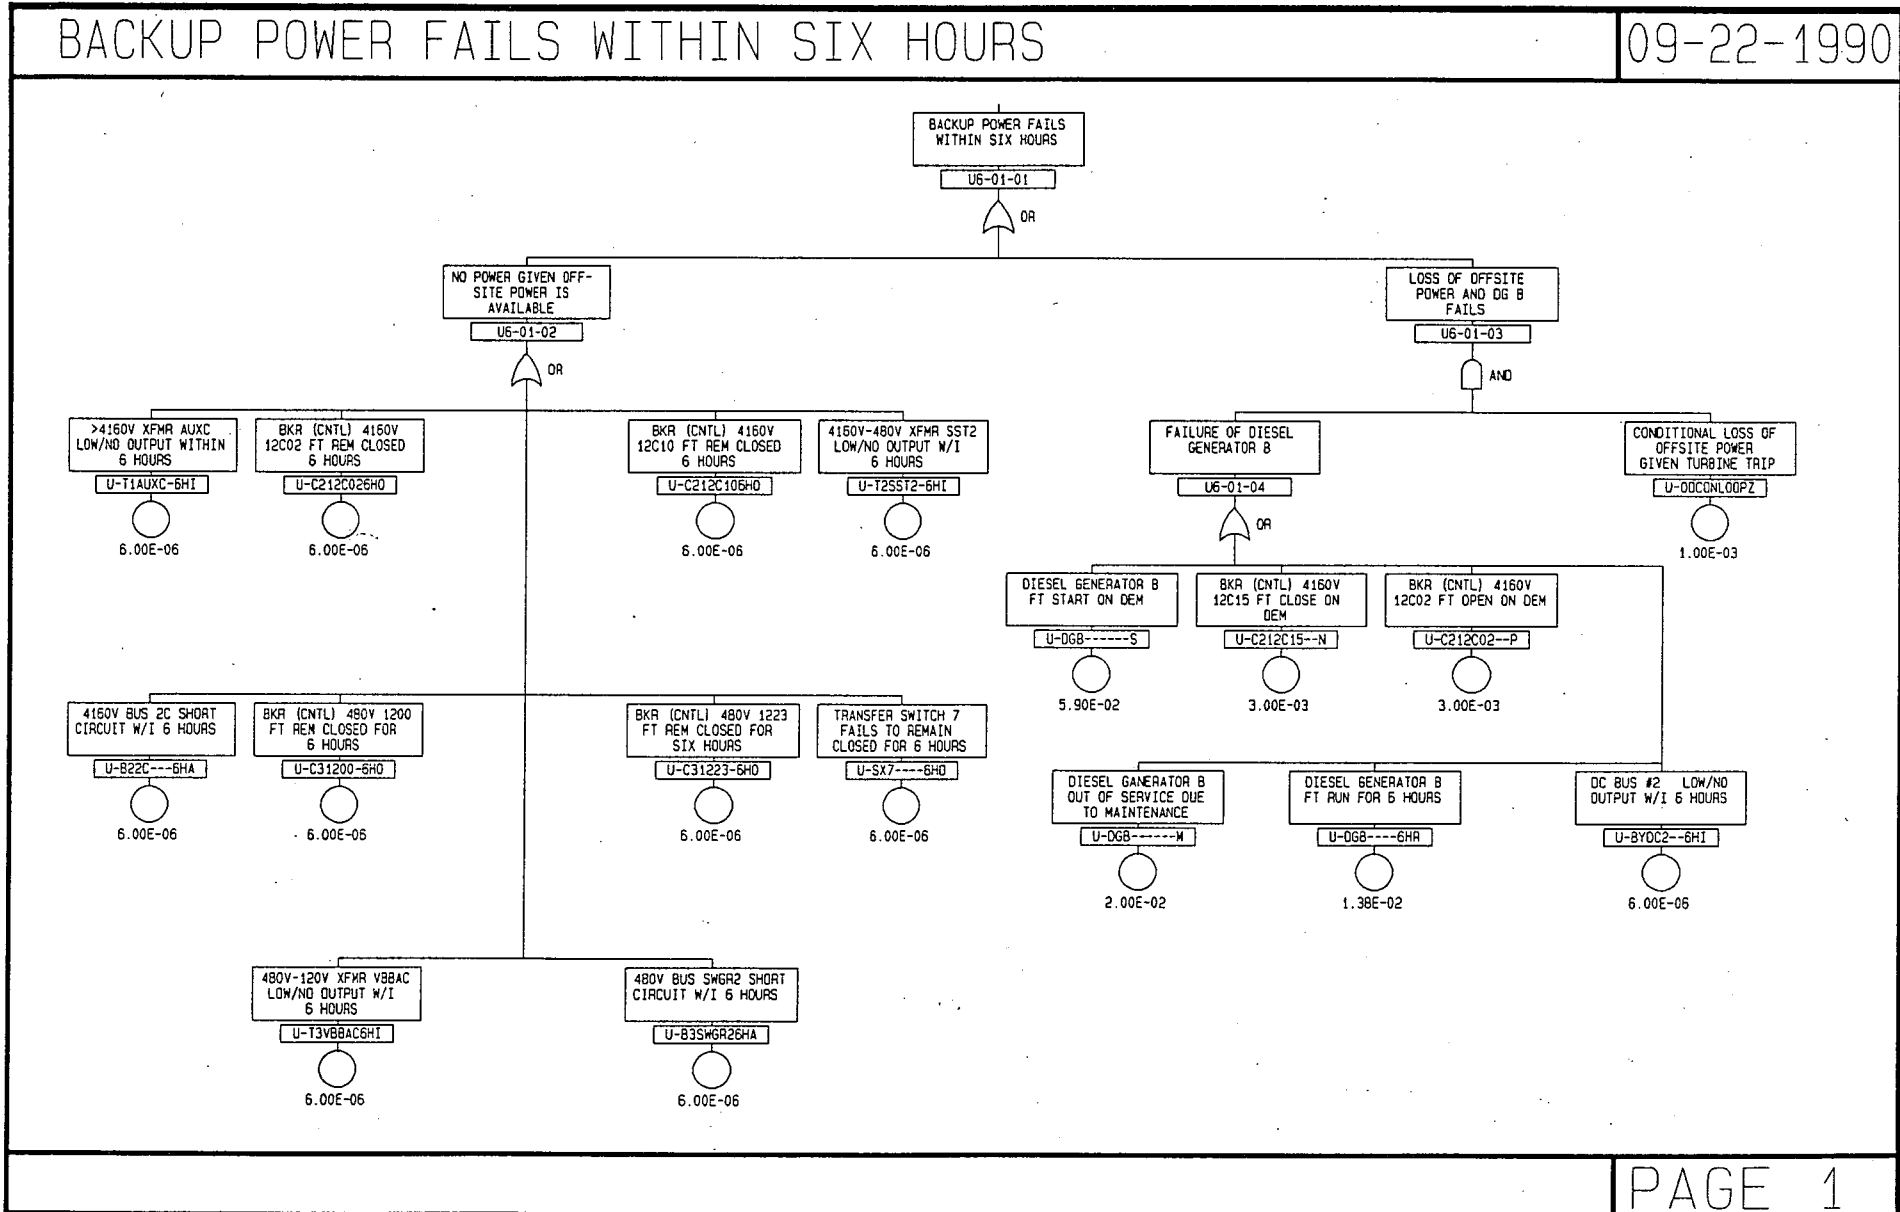 BACKUP POWER FAILS WITHIN SIX HOURS
09-22-1990
BACKUP POWER FAILS
WITHIN SIX HOURS
U6-01-01
OR
NO POWER GIVEN OFF-
SITE POWER IS
AVAILABLE
U6-01-02
OR
LOSS OF OFFSITE
POWER AND DG B
FAILS
U6-01-03
AND
>4160V XFMR AUXC
LOW/NO OUTPUT WITHIN
6 HOURS
U-T1AUXC-6HI
6.00E-06
BKR (CNTL) 4160V
12C02 FT REM CLOSED
6 HOURS
U-C212C026HO
6.00E-06
BKR (CNTL) 4160V
12C10 FT REM CLOSED
6 HOURS
U-C212C106HO
6.00E-06
4160V-480V XFMR SST2
LOW/NO OUTPUT W/I
6 HOURS
U-T2SST2-6HI
6.00E-06
FAILURE OF DIESEL
GENERATOR B
U6-01-04
OR
CONDITIONAL LOSS OF
OFFSITE POWER
GIVEN TURBINE TRIP
U-OOCONLOOPZ
1.00E-03
DIESEL GENERATOR B
FT START ON DEM
U-DGB------S
5.90E-02
BKR (CNTL) 4160V
12C15 FT CLOSE ON
DEM
U-C212C15--N
3.00E-03
BKR (CNTL) 4160V
12C02 FT OPEN ON DEM
U-C212C02--P
3.00E-03
4160V BUS 2C SHORT
CIRCUIT W/I 6 HOURS
U-B22C---6HA
6.00E-06
BKR (CNTL) 480V 1200
FT REM CLOSED FOR
6 HOURS
U-C31200-6HO
6.00E-06
BKR (CNTL) 480V 1223
FT REM CLOSED FOR
SIX HOURS
U-C31223-6HO
6.00E-06
TRANSFER SWITCH 7
FAILS TO REMAIN
CLOSED FOR 6 HOURS
U-SX7----6HO
6.00E-06
DIESEL GANERATOR B
OUT OF SERVICE DUE
TO MAINTENANCE
U-DGB------M
2.00E-02
DIESEL GENERATOR B
FT RUN FOR 6 HOURS
U-DGB----6HR
1.38E-02
DC BUS #2 LOW/NO
OUTPUT W/I 6 HOURS
U-BYDC2--6HI
6.00E-06
480V-120V XFMR VBBAC
LOW/NO OUTPUT W/I
6 HOURS
U-T3VBBAC6HI
6.00E-06
480V BUS SWGR2 SHORT
CIRCUIT W/I 6 HOURS
U-B3SWGR26HA
6.00E-06
PAGE 1